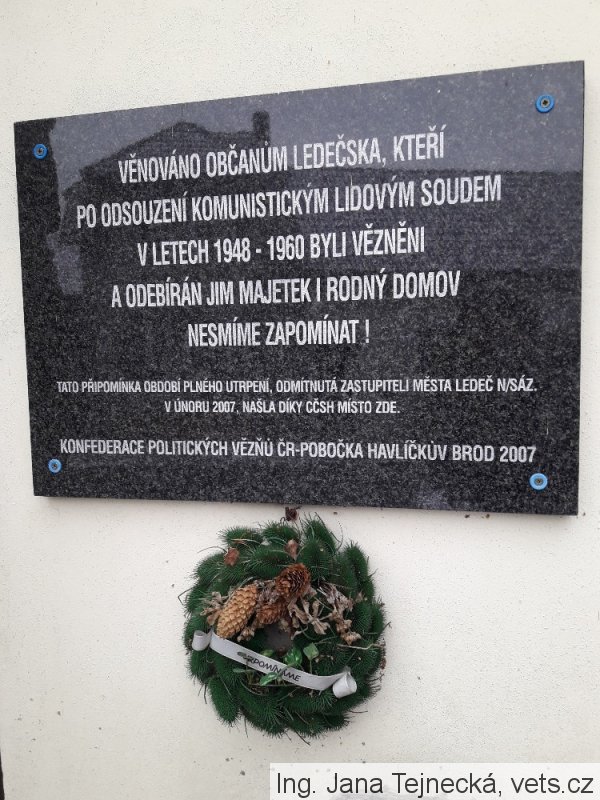 VĚNOVÁNO OBČANŮM LEDEČSKA, KTEŘÍ
PO ODSOUZENÍ KOMUNISTICKÝM LIDOVÝM SOUDEM
V LETECH 1948 - 1960 BYLI VĚZNĚNI
A ODEBÍRÁN JIM MAJETEK I RODNÝ DOMOV
NESMÍME ZAPOMÍNAT !
TATO PŘIPOMÍNKA OBDOBÍ PLNÉHO UTRPENÍ, ODMÍTNUTÁ ZASTUPITELI MĚSTA LEDEČ N/SÁZ.
V ÚNORU 2007, NAŠLA DÍKY CČSH MÍSTO ZDE.
KONFEDERACE POLITICKÝCH VĚZŇŮ ČR-POBOČKA HAVLÍČKŮV BROD 2007
Ing. Jana Tejnecká, vets.cz